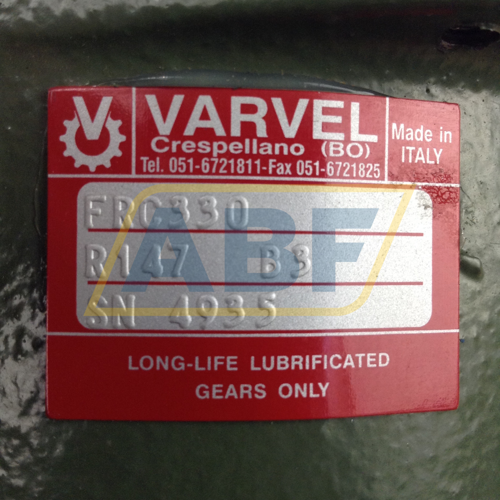 V VARVEL
Crespellano (BO)
Tel. 051-6721811-Fax 051-6721825
Made in
ITALY
FRC330
R147 B3
SN 4935
ABF
LONG-LIFE LUBRIFICATED
GEARS ONLY